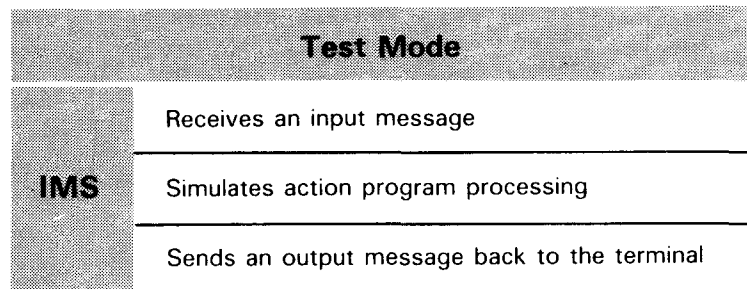 Test Mode
Receives an input message
IMS
Simulates action program processing
Sends an output message back to the terminal